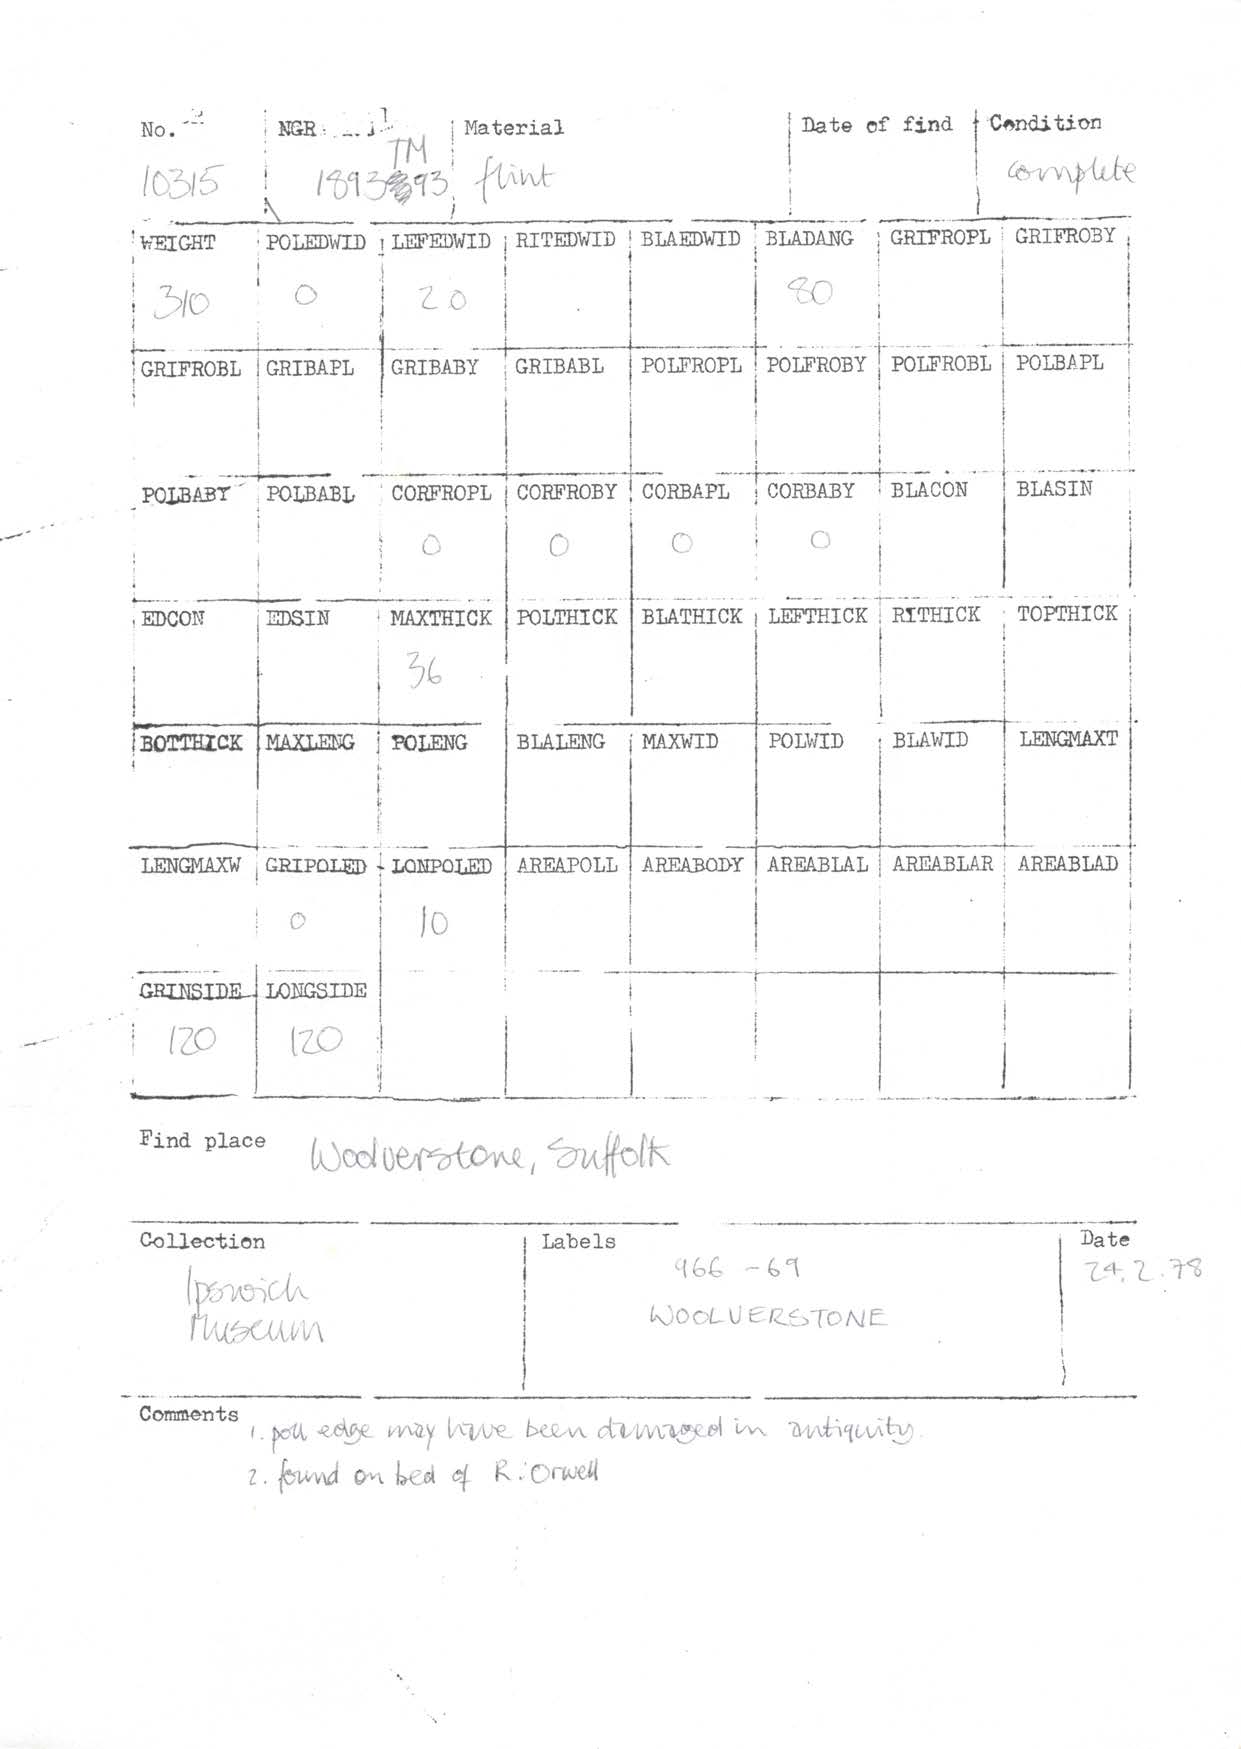 No. NGR Material Date of find Condition
10315 TM 1893 93 flint complete
WEIGHT POLEDWID LEFEDWID RITEDWID BLAEDWID BLADANG GRIFROPL GRIFROBY
310 0 20 80
GRIFROBL GRIBAPL GRIBABY GRIBABL POLFROPL POLFROBY POLFROBL POLBAPL
POLBABY POLBABL CORFROPL CORFROBY CORBAPL CORBABY BLACON BLASIN
0 0 0 0
EDCON EDSIN MAXTHICK POLTHICK BLATHICK LEFTHICK RITHICK TOPTHICK
36
BOTTHICK MAXLENG POLENG BLALENG MAXWID POLWID BLAWID LENGMAXT
LENGMAXW GRIPOLED LONPOLED AREAPOLL AREABODY AREABLAL AREABLAR AREABLAD
0 10
GRINSIDE LONGSIDE
120 120
Find place Woolverstone, Suffolk
Collection Labels Date
Ipswich 966 - 69 24.2.78
Museum WOOLVERSTONE
Comments 1. poll edge may have been damaged in antiquity.
2. found on bed of R. Orwell